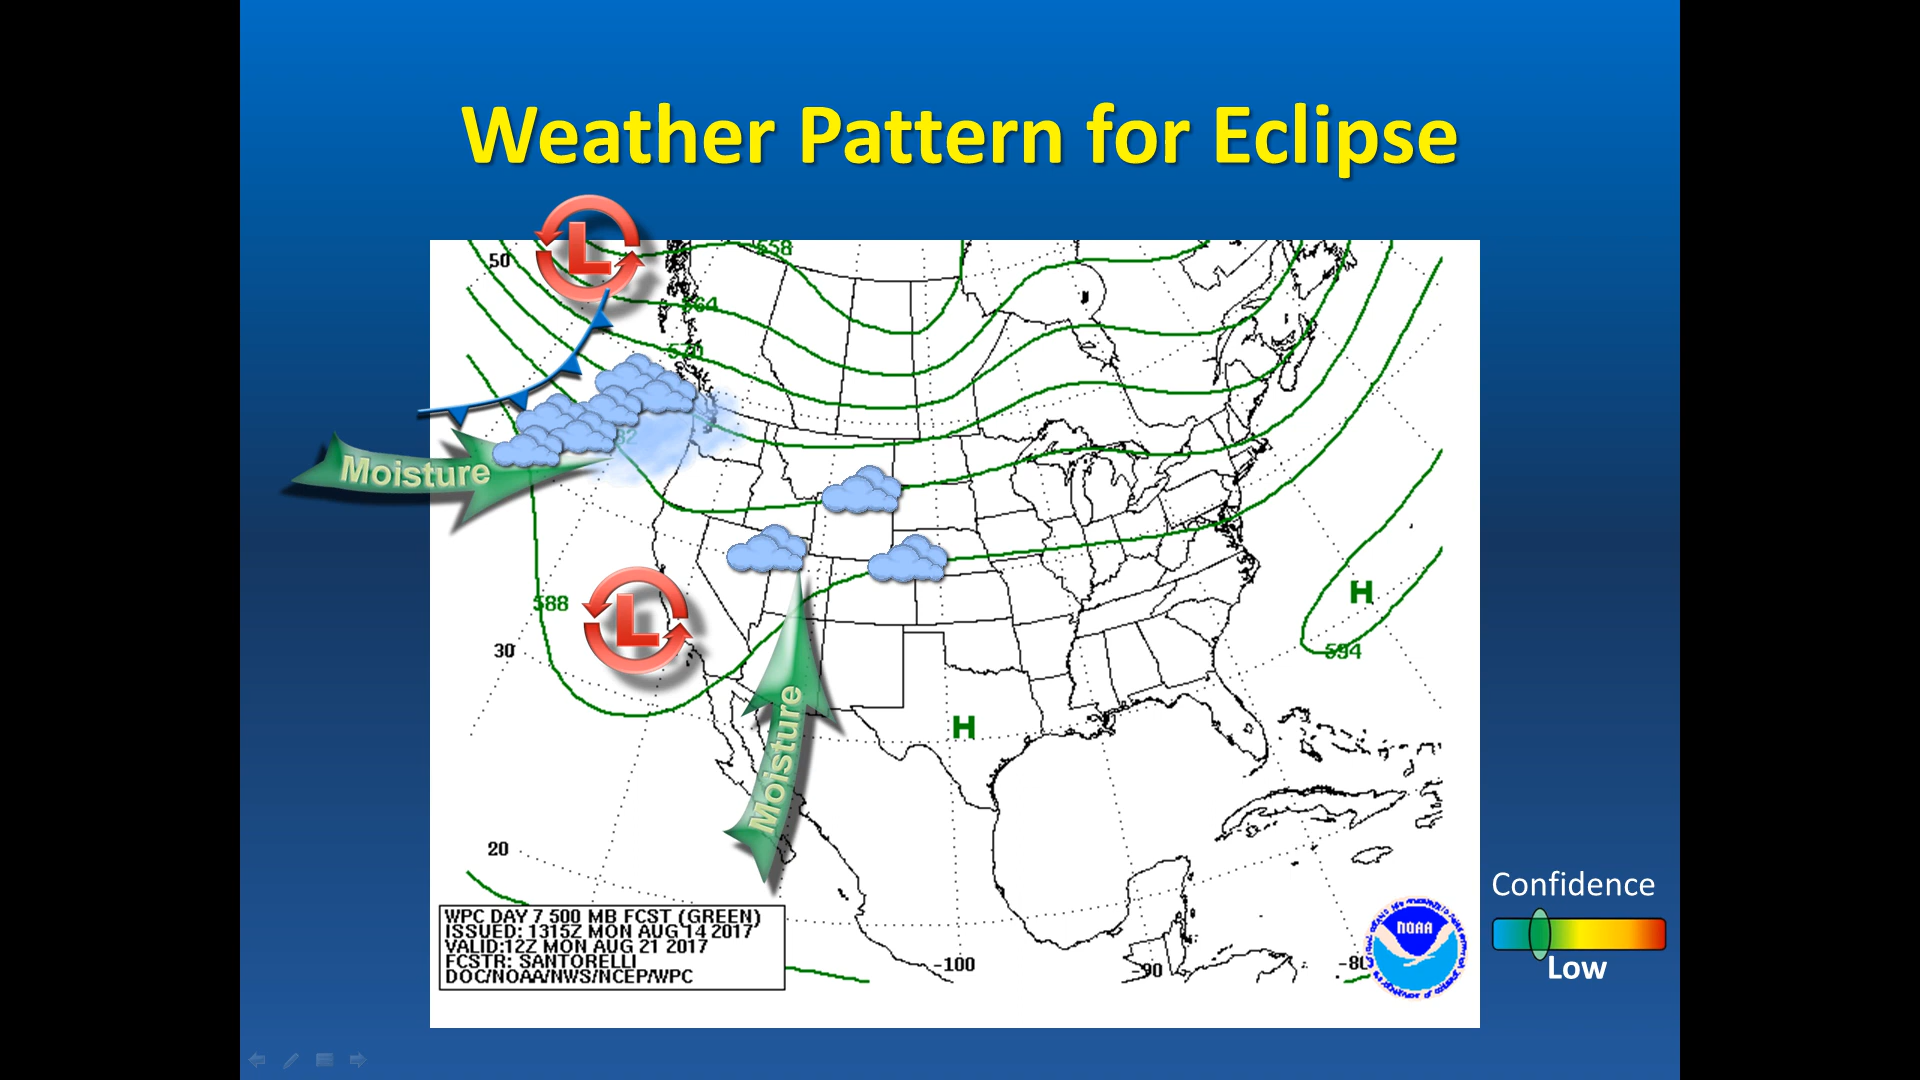 Weather Pattern for Eclipse
L
558
50
564
570
582
Moisture
588
L
H
30
594
Moisture
H
20
Confidence
WPC DAY 7 500 MB FCST (GREEN)
ISSUED: 1315Z MON AUG 14 2017
VALID:12Z MON AUG 21 2017
FCSTR: SANTORELLI
DOC/NOAA/NWS/NCEP/WPC
-100
-90
-80
NOAA
Low